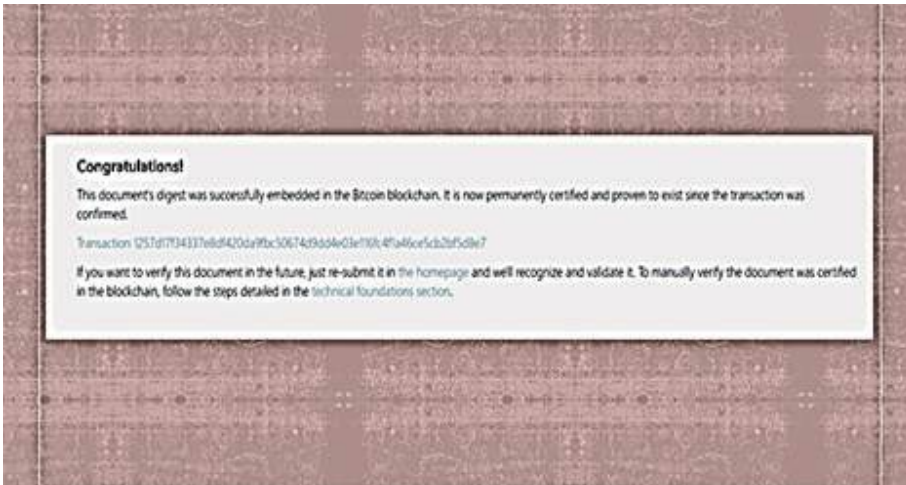 Congratulations!
This document's digest was successfully embedded in the Bitcoin blockchain. It is now permanently certified and proven to exist since the transaction was
confirmed.
Transaction
If you want to verify this document in the future, just re-submit it in the homepage and we'll recognize and validate it. To manually verify the document was certified
in the blockchain, follow the steps detailed in the technical foundations section.